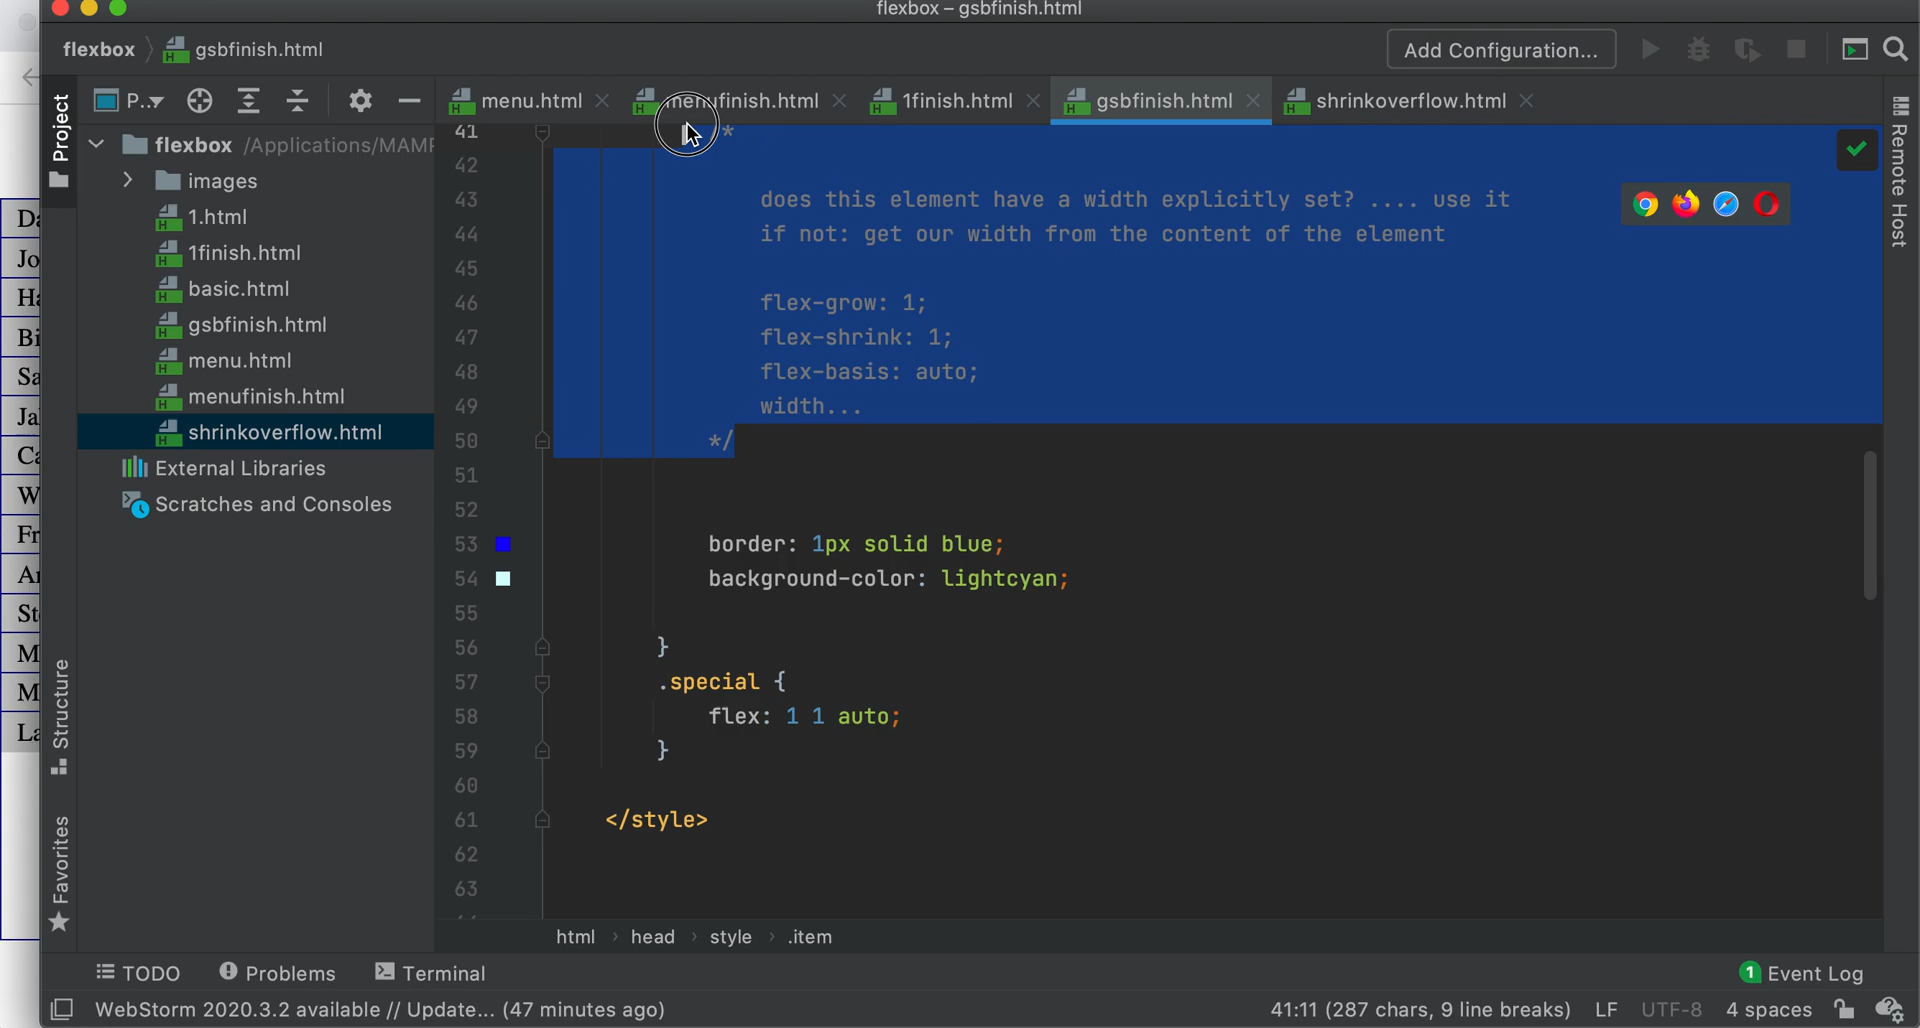 flexbox – gsbfinish.html
flexbox gsbfinish.html
Add Configuration...
P..
menu.html
menufinish.html
1finish.html
gsbfinish.html
shrinkoverflow.html
Project
Structure
Favorites
Remote Host
flexbox /Applications/MAMP
images
1.html
1finish.html
basic.html
gsbfinish.html
menu.html
menufinish.html
shrinkoverflow.html
External Libraries
Scratches and Consoles
41 *
42
43 does this element have a width explicitly set? .... use it
44 if not: get our width from the content of the element
45
46 flex-grow: 1;
47 flex-shrink: 1;
48 flex-basis: auto;
49 width...
50 */
51
52
53 border: 1px solid blue;
54 background-color: lightcyan;
55
56 }
57 .special {
58 flex: 1 1 auto;
59 }
60
61 </style>
62
63
html head style .item
TODO Problems Terminal
1 Event Log
WebStorm 2020.3.2 available // Update... (47 minutes ago)
41:11 (287 chars, 9 line breaks) LF UTF-8 4 spaces